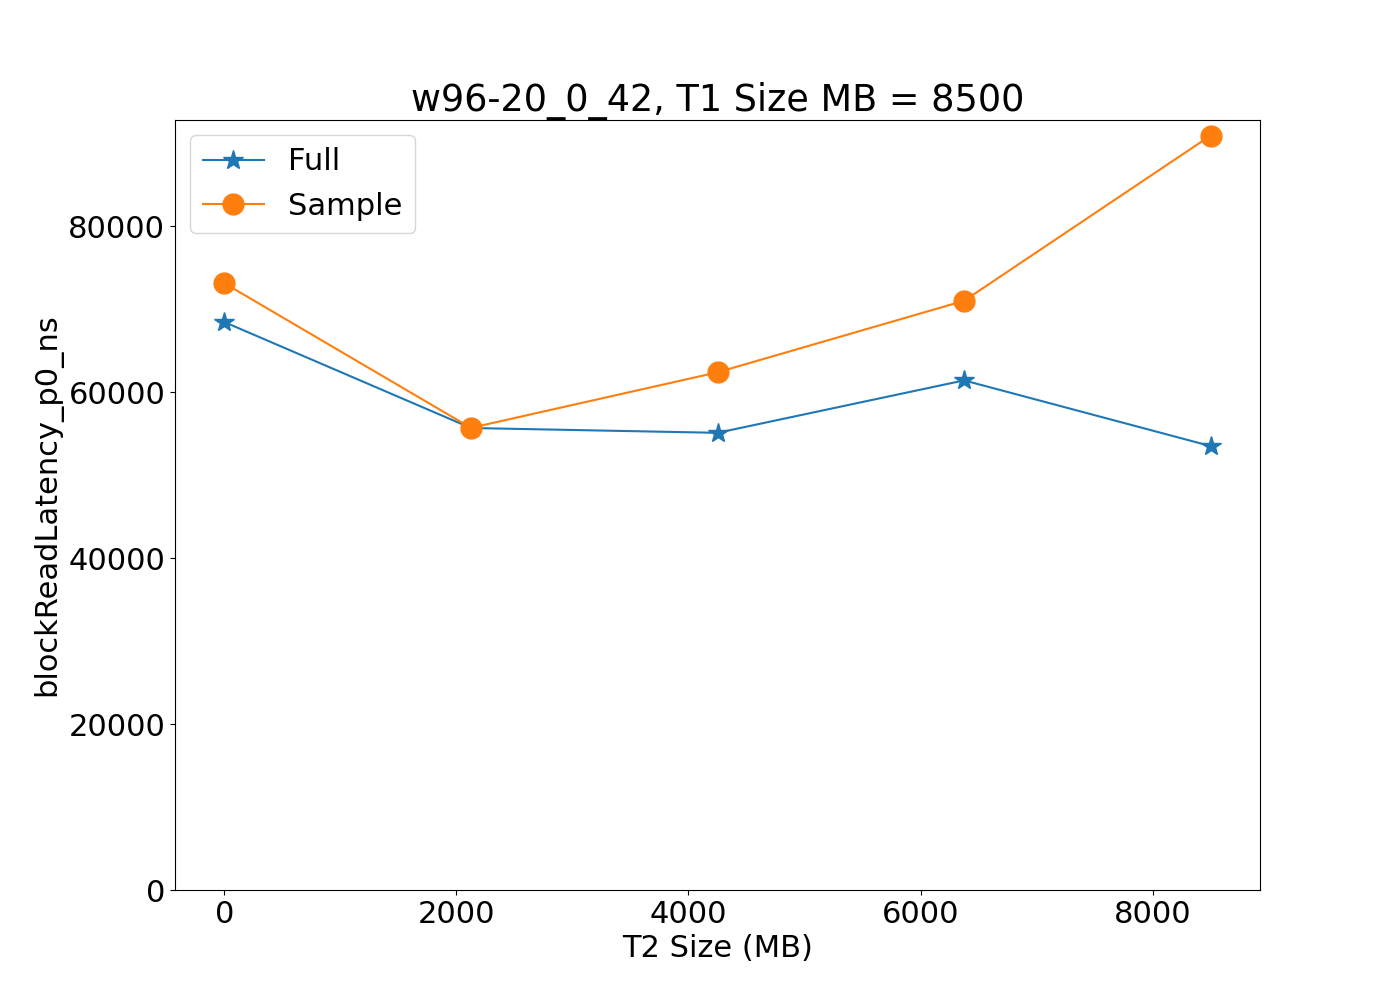 w96-20_0_42, T1 Size MB = 8500
Full
Sample
blockReadLatency_p0_ns
80000
60000
40000
20000
0
0 2000 4000 6000 8000
T2 Size (MB)